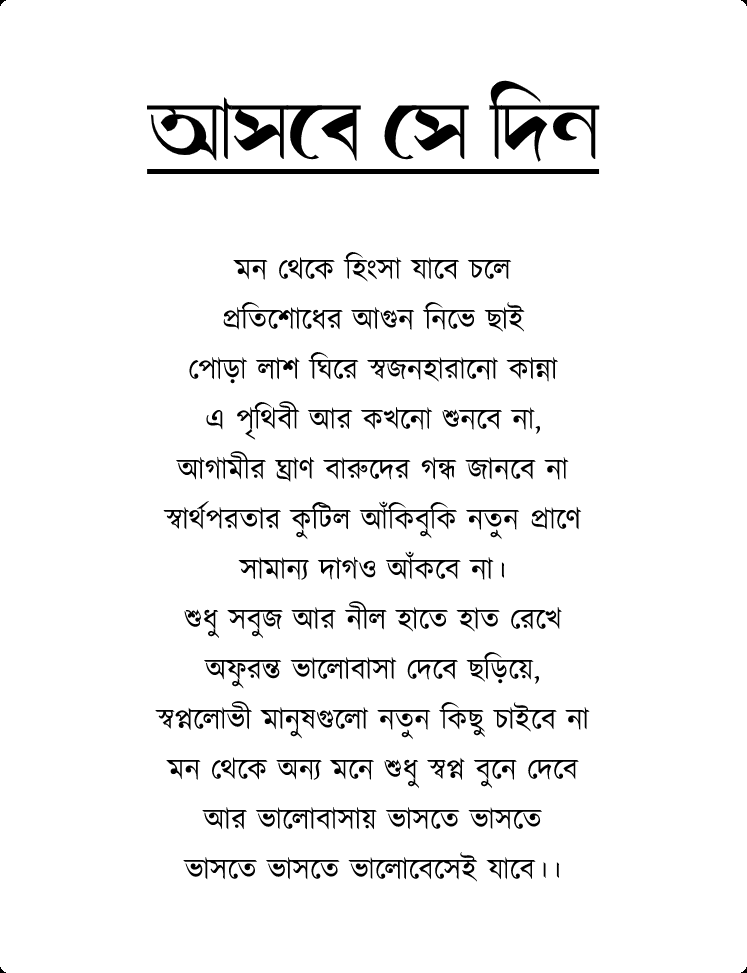 আসবে সে দিন
মন থেকে হিংসা যাবে চলে
প্রতিশোধের আগুন নিভে ছাই
পোড়া লাশ ঘিরে স্বজনহারানো কান্না
এ পৃথিবী আর কখনো শুনবে না,
আগামীর ঘ্রাণ বারুদের গন্ধ জানবে না
স্বার্থপরতার কুটিল আঁকিবুকি নতুন প্রাণে
সামান্য দাগও আঁকবে না।
শুধু সবুজ আর নীল হাতে হাত রেখে
অফুরন্ত ভালোবাসা দেবে ছড়িয়ে,
স্বপ্নলোভী মানুষগুলো নতুন কিছু চাইবে না
মন থেকে অন্য মনে শুধু স্বপ্ন বুনে দেবে
আর ভালোবাসায় ভাসতে ভাসতে
ভাসতে ভাসতে ভালোবেসেই যাবে।।